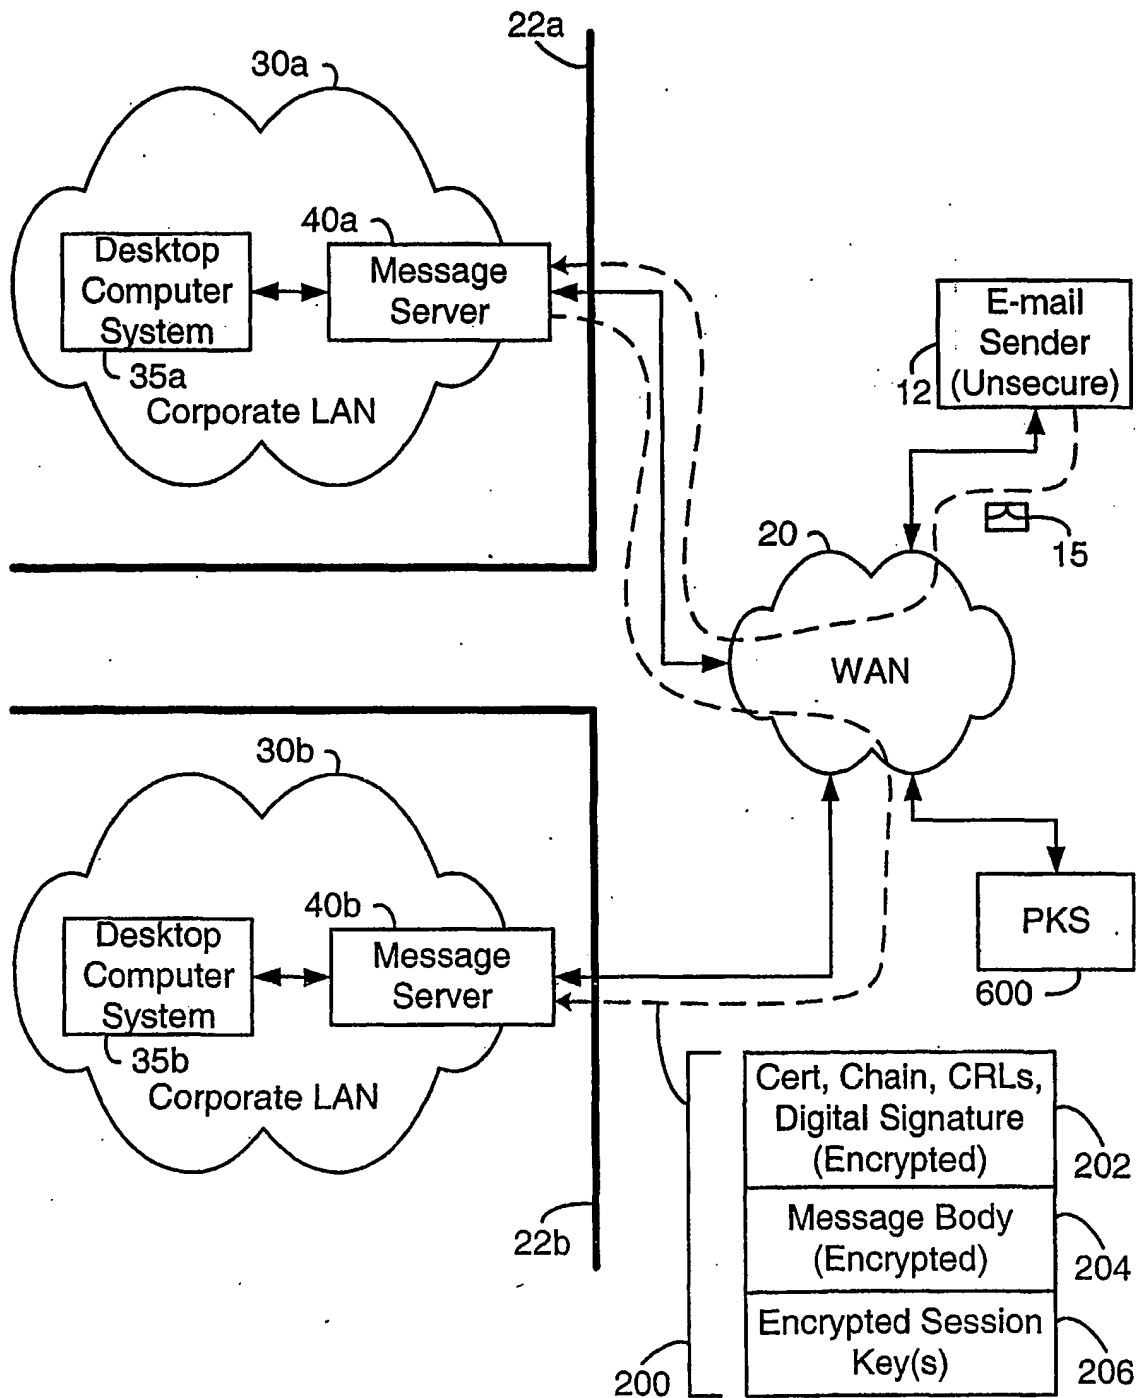 22a
30a
40a
Desktop
Computer
System
Message
Server
35a
Corporate LAN
E-mail
Sender
(Unsecure)
12
15
20
WAN
30b
40b
Desktop
Computer
System
Message
Server
35b
Corporate LAN
22b
PKS
600
Cert, Chain, CRLs,
Digital Signature
(Encrypted)
202
Message Body
(Encrypted)
204
Encrypted Session
Key(s)
206
200